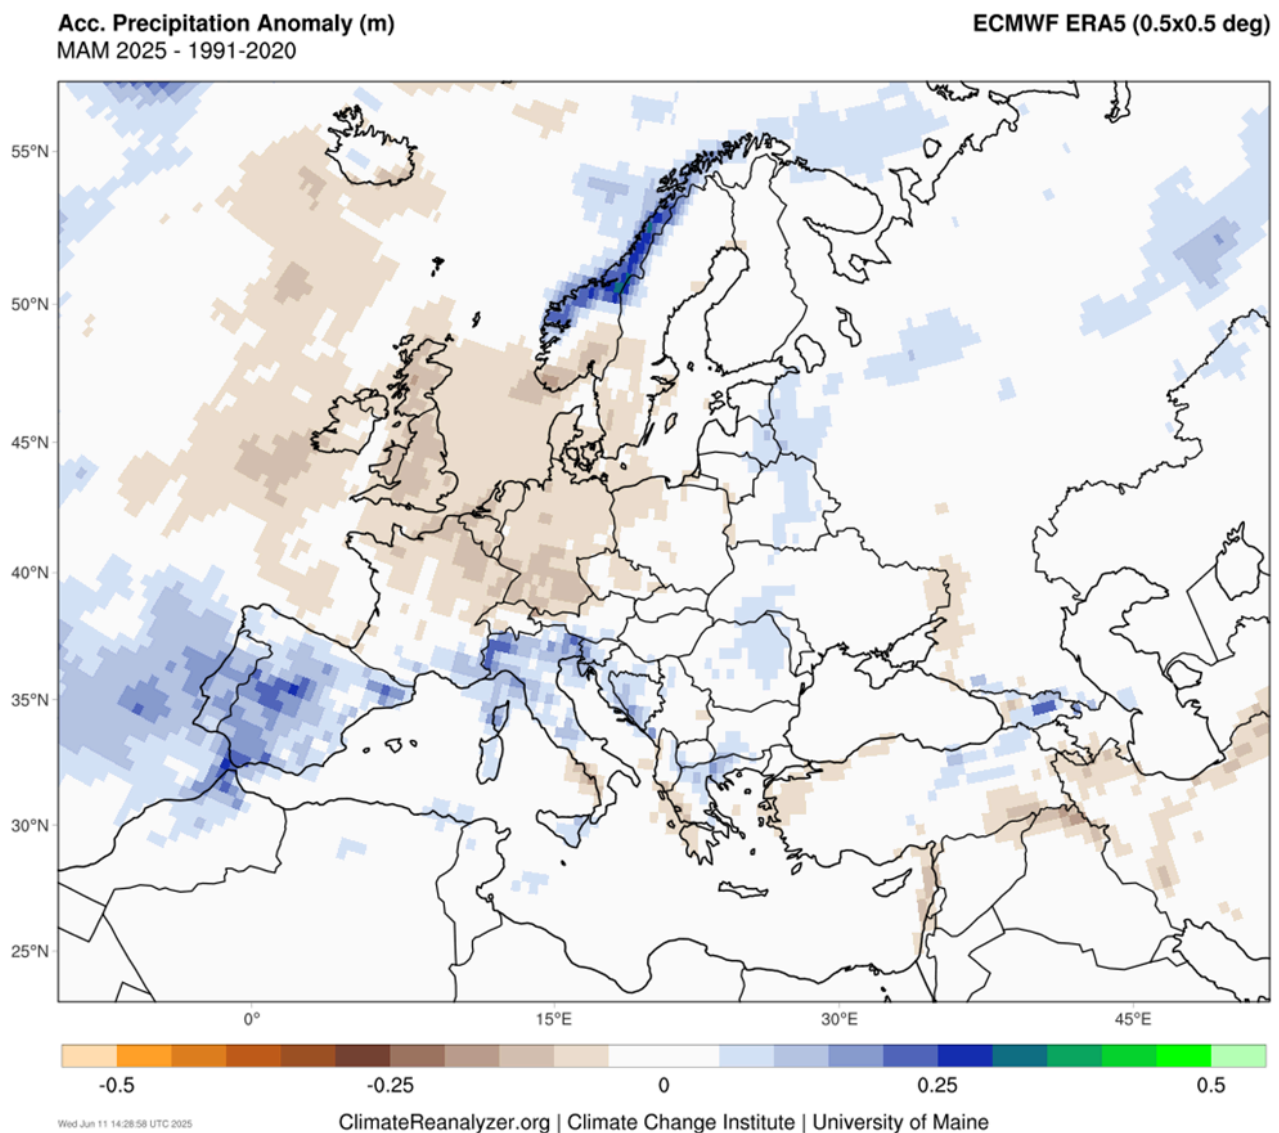 Acc. Precipitation Anomaly (m)
ECMWF ERA5 (0.5x0.5 deg)
MAM 2025 - 1991-2020
55°N
50°N
45°N
40°N
35°N
30°N
25°N
0°
15°E
30°E
45°E
-0.5
-0.25
0
0.25
0.5
Wed Jun 11 14:28:58 UTC 2025
ClimateReanalyzer.org | Climate Change Institute | University of Maine